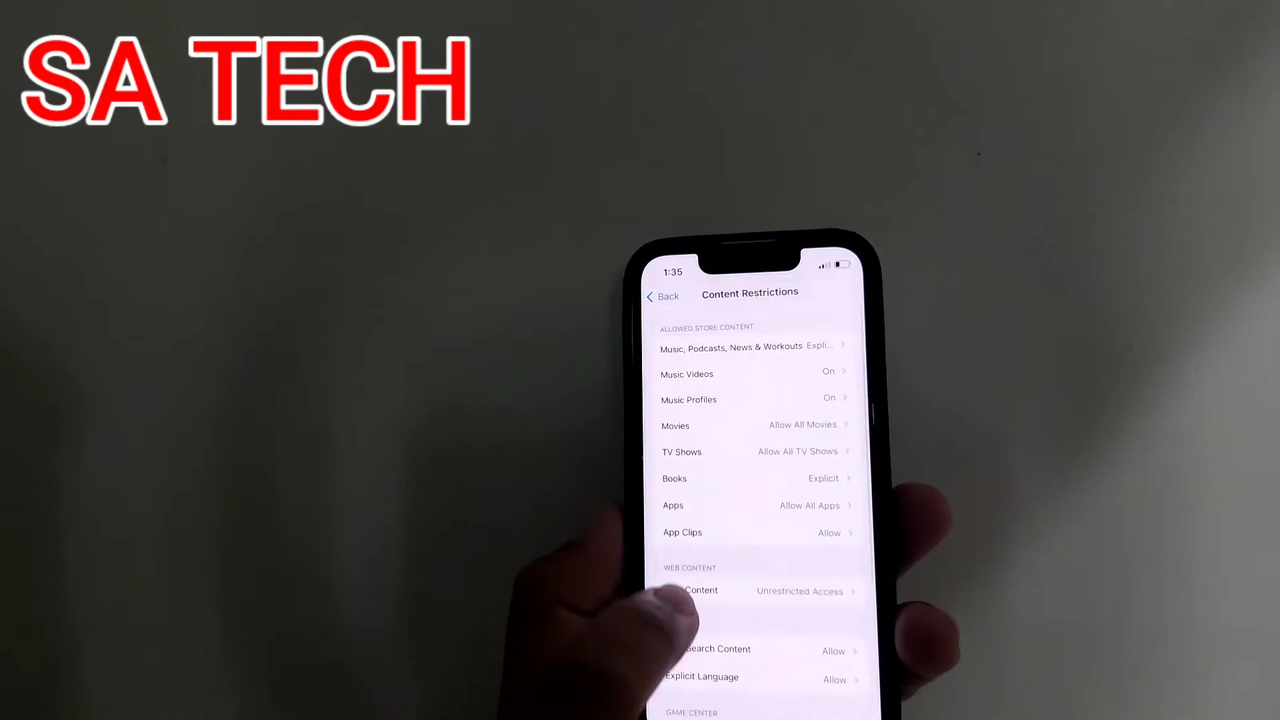 SA TECH
1:35
Back
Content Restrictions
ALLOWED STORE CONTENT
Music, Podcasts, News & Workouts Expli...
Music Videos On
Music Profiles On
Movies Allow All Movies
TV Shows Allow All TV Shows
Books Explicit
Apps Allow All Apps
App Clips Allow
WEB CONTENT
Content Unrestricted Access
Search Content Allow
Explicit Language Allow
GAME CENTER